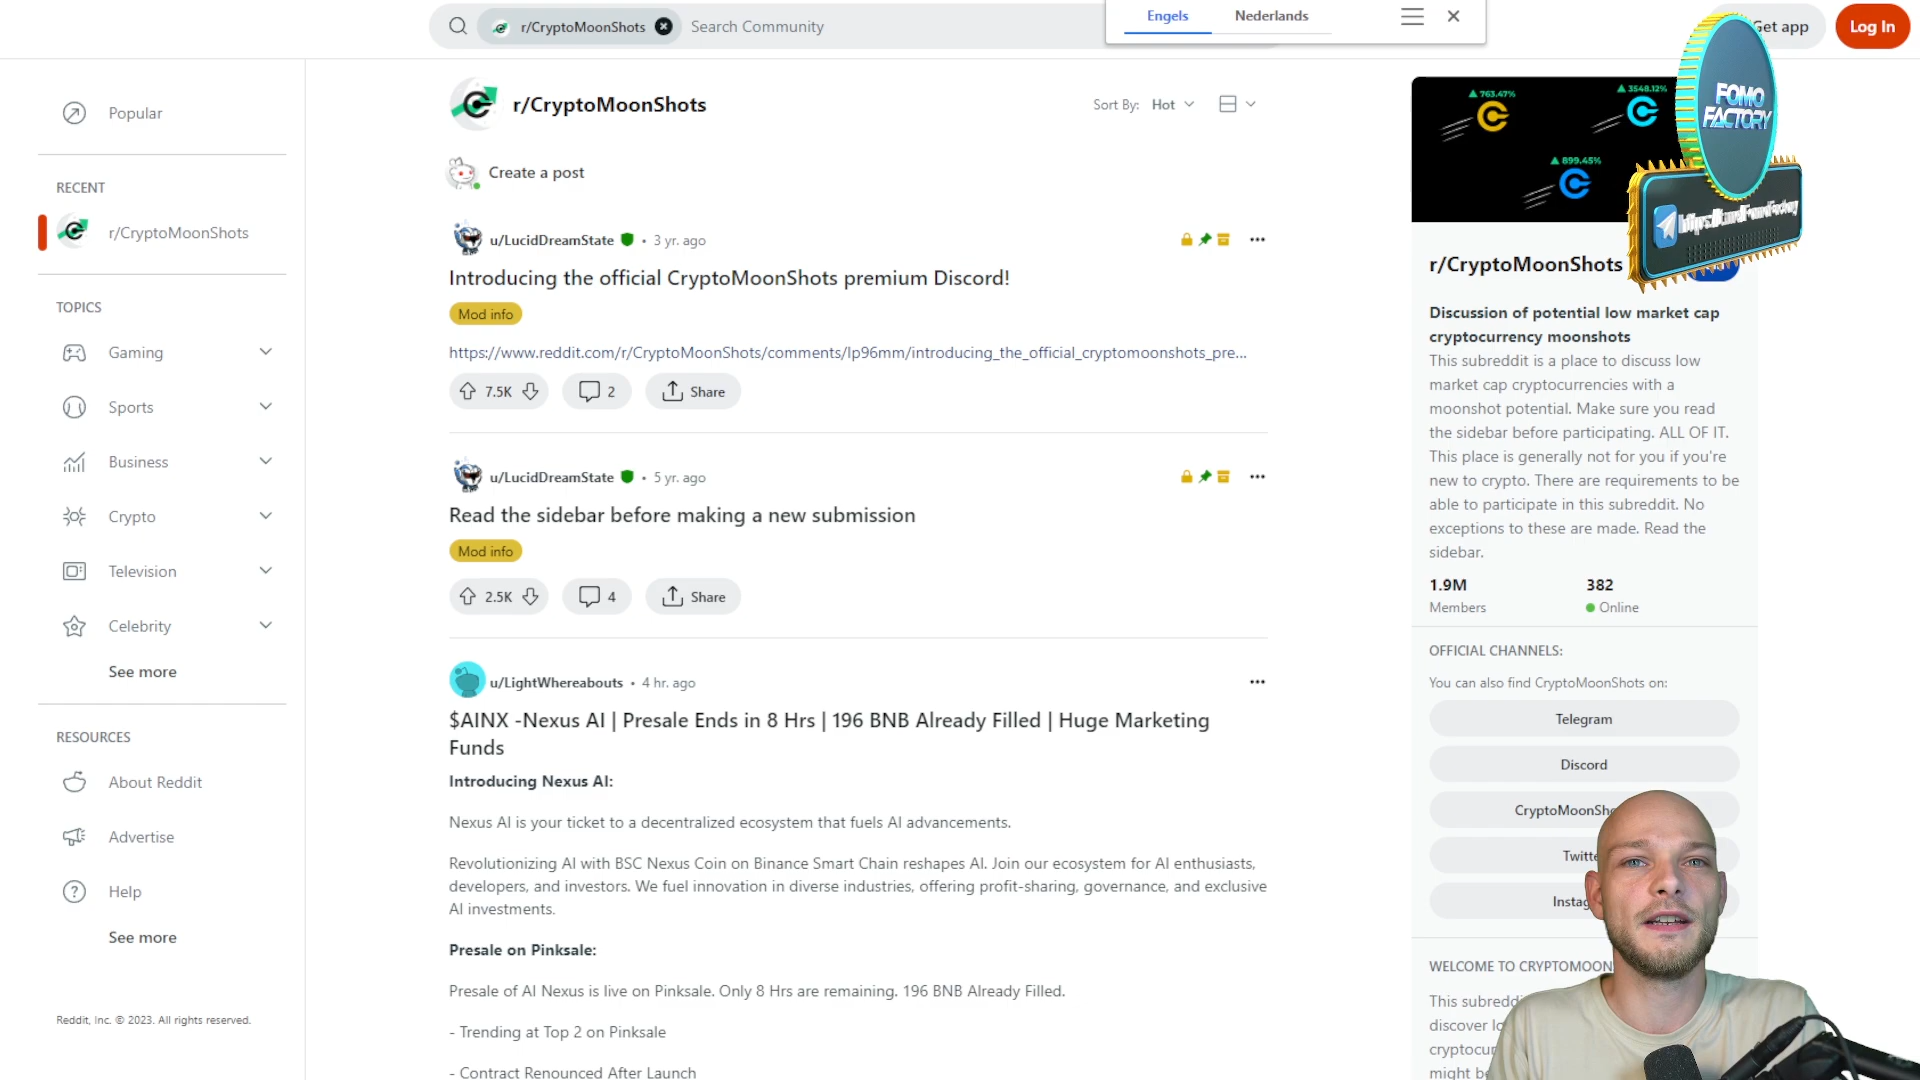 r/CryptoMoonShots
Search Community
Engels
Nederlands
Get app
Log In
Popular
RECENT
r/CryptoMoonShots
TOPICS
Gaming
Sports
Business
Crypto
Television
Celebrity
See more
RESOURCES
About Reddit
Advertise
Help
See more
Reddit, Inc. © 2023. All rights reserved.
r/CryptoMoonShots
Sort By: Hot
Create a post
u/LucidDreamState • 3 yr. ago
Introducing the official CryptoMoonShots premium Discord!
Mod info
https://www.reddit.com/r/CryptoMoonShots/comments/lp96mm/introducing_the_official_cryptomoonshots_pre...
7.5K
2
Share
u/LucidDreamState • 5 yr. ago
Read the sidebar before making a new submission
Mod info
2.5K
4
Share
u/LightWhereabouts • 4 hr. ago
$AINX -Nexus AI | Presale Ends in 8 Hrs | 196 BNB Already Filled | Huge Marketing
Funds
Introducing Nexus AI:
Nexus AI is your ticket to a decentralized ecosystem that fuels AI advancements.
Revolutionizing AI with BSC Nexus Coin on Binance Smart Chain reshapes AI. Join our ecosystem for AI enthusiasts,
developers, and investors. We fuel innovation in diverse industries, offering profit-sharing, governance, and exclusive
AI investments.
Presale on Pinksale:
Presale of AI Nexus is live on Pinksale. Only 8 Hrs are remaining. 196 BNB Already Filled.
- Trending at Top 2 on Pinksale
- Contract Renounced After Launch
763.47%
3548.12%
899.45%
FOMO
FACTORY
r/CryptoMoonShots
Discussion of potential low market cap
cryptocurrency moonshots
This subreddit is a place to discuss low
market cap cryptocurrencies with a
moonshot potential. Make sure you read
the sidebar before participating. ALL OF IT.
This place is generally not for you if you're
new to crypto. There are requirements to be
able to participate in this subreddit. No
exceptions to these are made. Read the
sidebar.
1.9M
Members
382
Online
OFFICIAL CHANNELS:
You can also find CryptoMoonShots on:
Telegram
Discord
CryptoMoonSho
Twitte
Instag
WELCOME TO CRYPTOMOON
This subredd
discover lo
cryptocur
might be